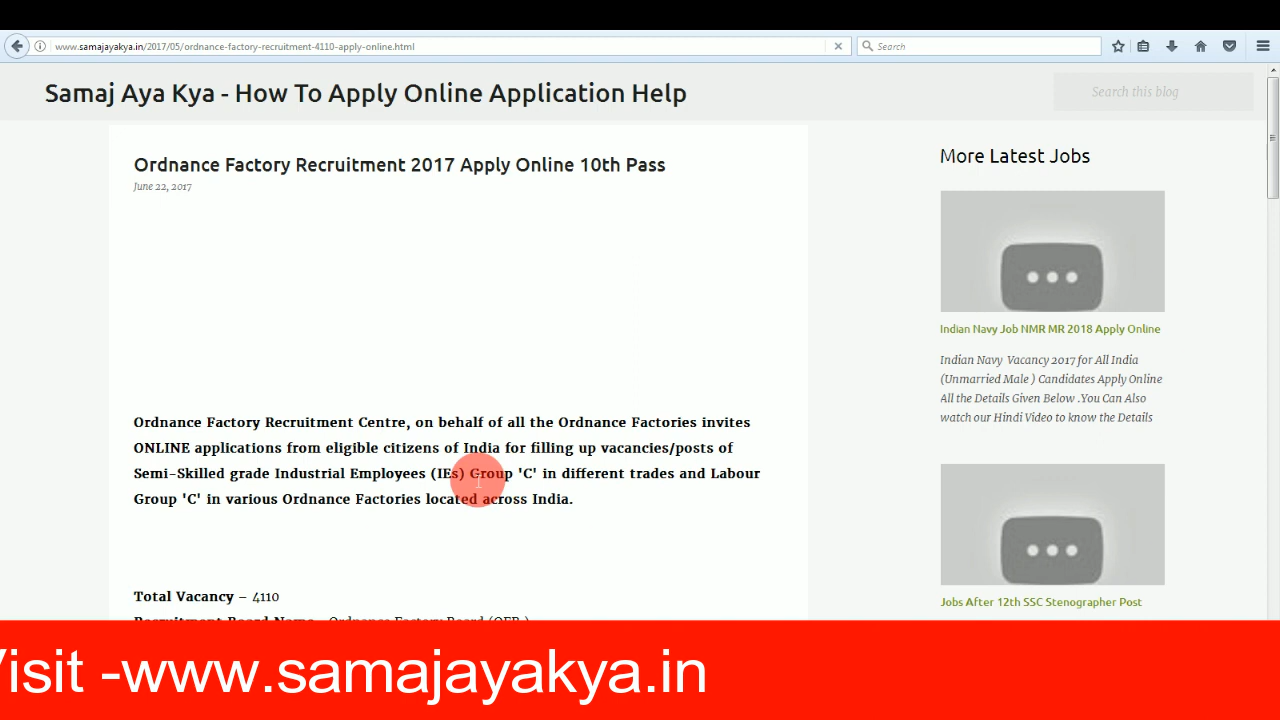 www.samajayakya.in/2017/05/ordnance-factory-recruitment-4110-apply-online.html
Search
Samaj Aya Kya - How To Apply Online Application Help
Search this blog
Ordnance Factory Recruitment 2017 Apply Online 10th Pass
June 22, 2017
Ordnance Factory Recruitment Centre, on behalf of all the Ordnance Factories invites
ONLINE applications from eligible citizens of India for filling up vacancies/posts of
Semi-Skilled grade Industrial Employees (IEs) Group 'C' in different trades and Labour
Group 'C' in various Ordnance Factories located across India.
Total Vacancy – 4110
Recruitment Board Name - Ordnance Factory Board (OFB )
More Latest Jobs
Indian Navy Job NMR MR 2018 Apply Online
Indian Navy Vacancy 2017 for All India
(Unmarried Male ) Candidates Apply Online
All the Details Given Below .You Can Also
watch our Hindi Video to know the Details
Jobs After 12th SSC Stenographer Post
Visit -www.samajayakya.in